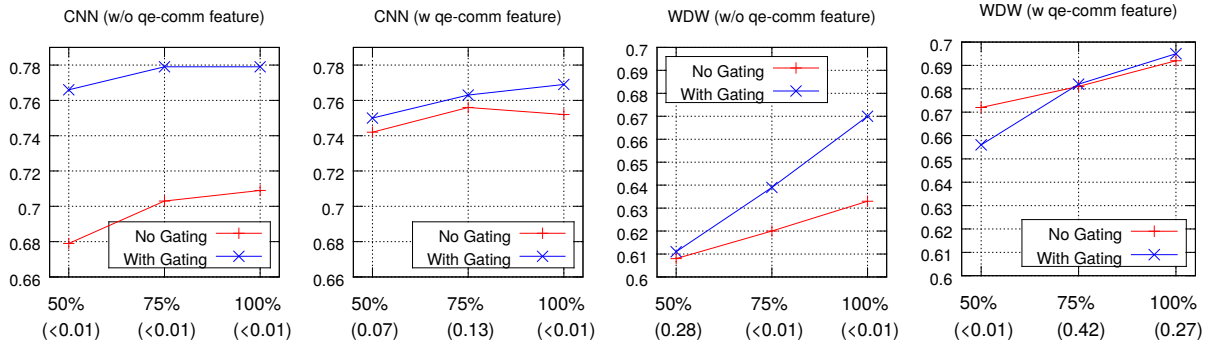 CNN (w/o qe-comm feature)
0.78
0.76
0.74
0.72
0.7
0.68
0.66
No Gating
With Gating
50% 75% 100%
(<0.01) (<0.01) (<0.01)
CNN (w qe-comm feature)
0.78
0.76
0.74
0.72
0.7
0.68
0.66
No Gating
With Gating
50% 75% 100%
(0.07) (0.13) (<0.01)
WDW (w/o qe-comm feature)
0.7
0.69
0.68
0.67
0.66
0.65
0.64
0.63
0.62
0.61
0.6
No Gating
With Gating
50% 75% 100%
(0.28) (<0.01) (<0.01)
WDW (w qe-comm feature)
0.7
0.69
0.68
0.67
0.66
0.65
0.64
0.63
0.62
0.61
0.6
No Gating
With Gating
50% 75% 100%
(<0.01) (0.42) (0.27)